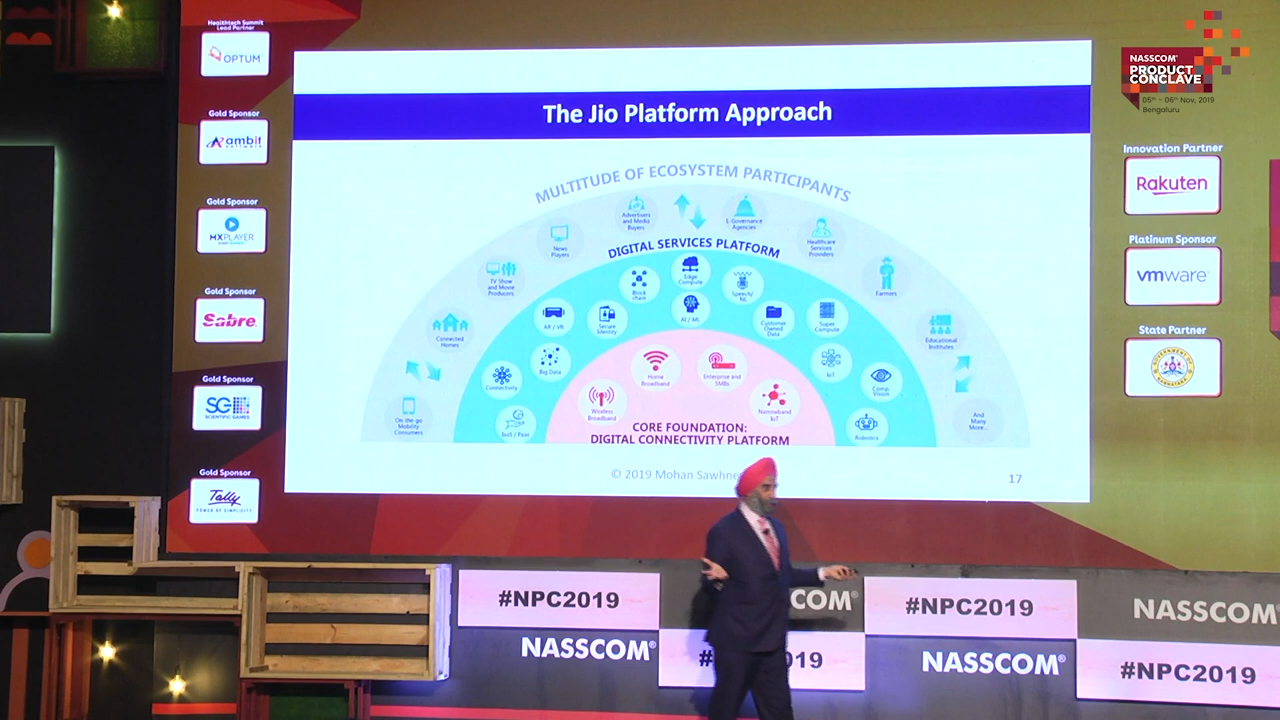 Healthtech Summit
Lead Partner
OPTUM
Gold Sponsor
ambit
Gold Sponsor
MXPLAYER
Gold Sponsor
Sabre
Gold Sponsor
SG
SCIENTIFIC GAMES
Gold Sponsor
Tally
POWER OF SIMPLICITY
The Jio Platform Approach
MULTITUDE OF ECOSYSTEM PARTICIPANTS
On-the-go
Mobility
Consumers
Connected
Homes
TV Show
and Movie
Producers
News
Players
Advertisers
and Media
Buyers
E-Governance
Agencies
Healthcare
Services
Providers
Farmers
Educational
Institutes
And
Many
More...
DIGITAL SERVICES PLATFORM
IaaS / PaaS
Connectivity
Big Data
AR / VR
Secure
Identity
Block
chain
Edge
Compute
AI / ML
Speech/
NL
Customer
Owned
Data
Super
Compute
IoT
Comp.
Vision
Robotics
Wireless
Broadband
Home
Broadband
Enterprise and
SMBs
Narrowband
IoT
CORE FOUNDATION:
DIGITAL CONNECTIVITY PLATFORM
© 2019 Mohan Sawhne
17
NASSCOM®
PRODUCT
CONCLAVE
05th – 06th Nov, 2019
Bengaluru
Innovation Partner
Rakuten
Platinum Sponsor
vmware®
State Partner
#NPC2019
COM®
#NPC2019
NASSCOM
NASSCOM®
#
19
NASSCOM®
#NPC2019